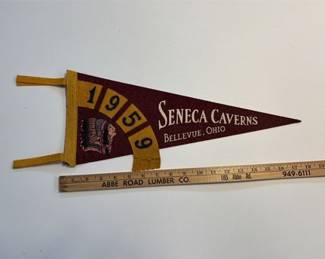 1959
SENECA CAVERNS
BELLEVUE, OHIO
ABBE ROAD LUMBER CO.
949-6111